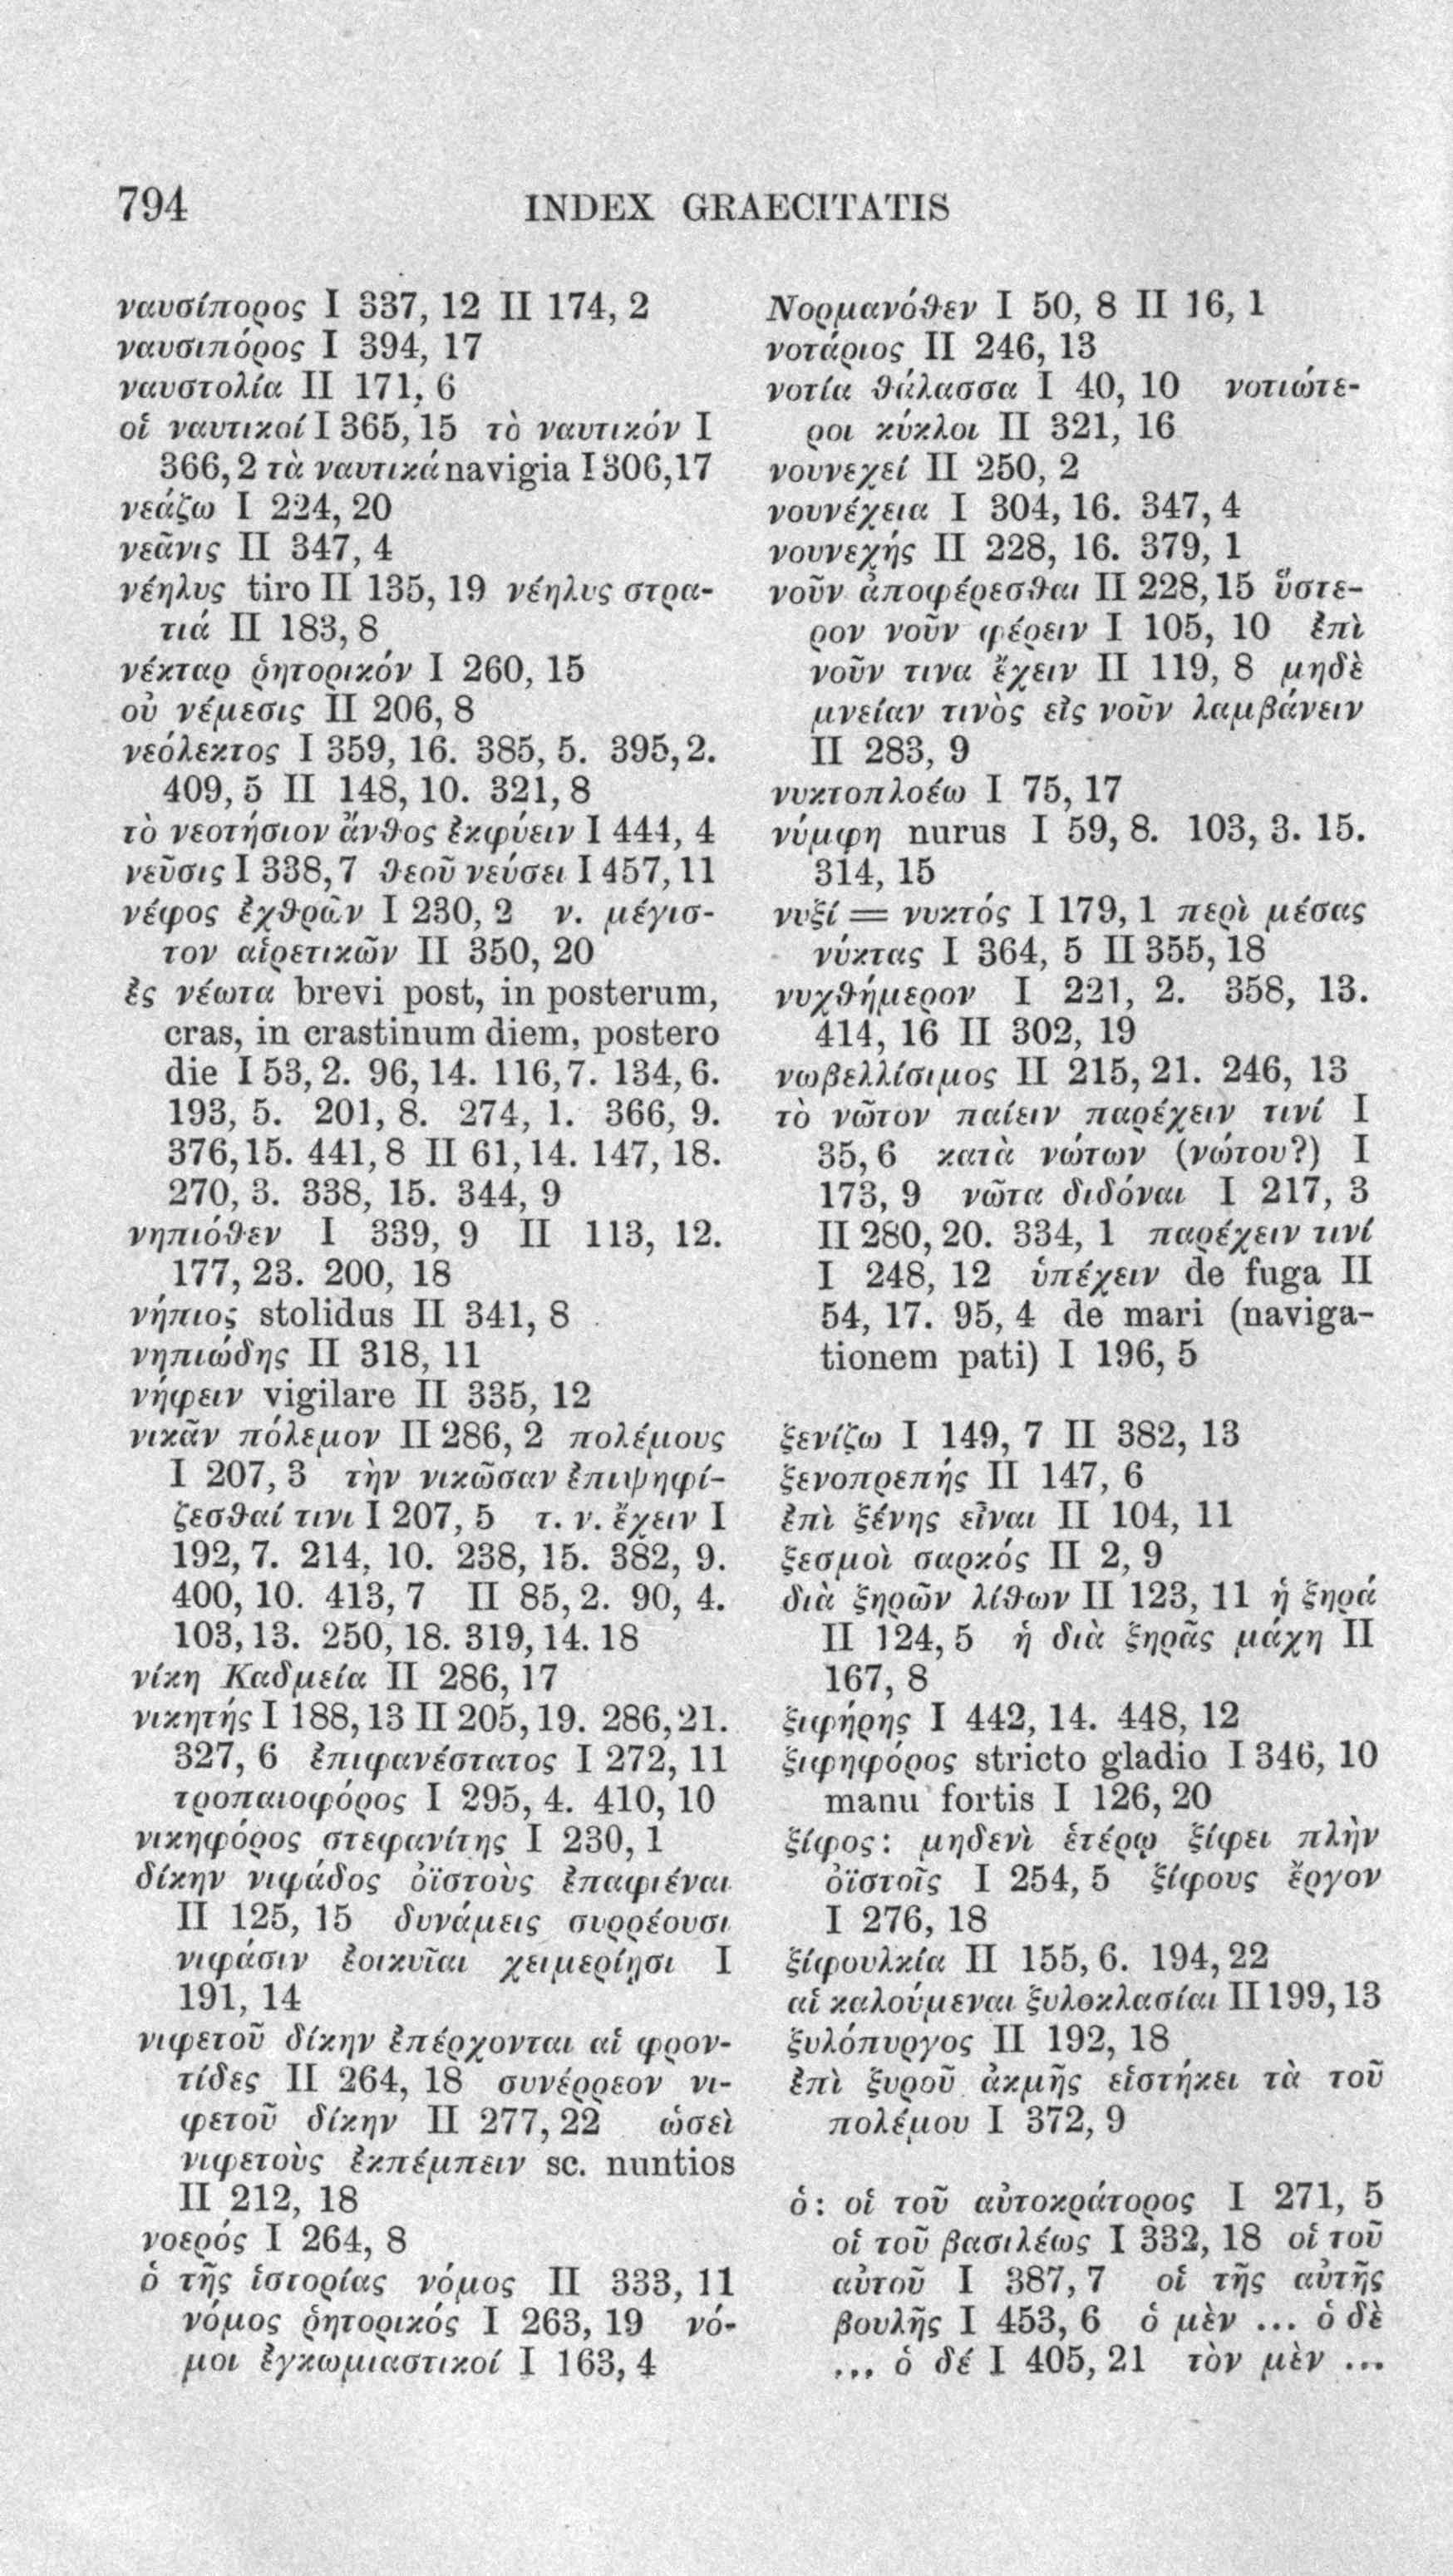 794
INDEX GRAECITATIS
ναυσίπορος I 337, 12 II 174, 2
ναυσιπόρος I 394, 17
ναυστολία II 171, 6
οἱ ναυτικοί I 365, 15 τὸ ναυτικόν I
366, 2 τὰ ναυτικά navigia I 306, 17
νεάζω I 224, 20
νεᾶνις II 347, 4
νέηλυς tiro II 135, 19 νέηλυς στρα-
τιά II 183, 8
νέκταρ ῥητορικόν I 260, 15
οὐ νέμεσις II 206, 8
νεόλεκτος I 359, 16. 385, 5. 395, 2.
409, 5 II 148, 10. 321, 8
τὸ νεοτήσιον ἄνθος ἐκφύειν I 444, 4
νεῦσις I 338, 7 θεοῦ νεύσει I 457, 11
νέφος ἐχθρῶν I 230, 2 ν. μέγισ-
τον αἱρετικῶν II 350, 20
ἐς νέωτα brevi post, in posterum,
cras, in crastinum diem, postero
die I 53, 2. 96, 14. 116, 7. 134, 6.
193, 5. 201, 8. 274, 1. 366, 9.
376, 15. 441, 8 II 61, 14. 147, 18.
270, 3. 338, 15. 344, 9
νηπιόθεν I 339, 9 II 113, 12.
177, 23. 200, 18
νήπιος stolidus II 341, 8
νηπιώδης II 318, 11
νήφειν vigilare II 335, 12
νικᾶν πόλεμον II 286, 2 πολέμους
I 207, 3 τὴν νικῶσαν ἐπιψηφί-
ζεσθαί τινι I 207, 5 τ. ν. ἔχειν I
192, 7. 214, 10. 238, 15. 382, 9.
400, 10. 413, 7 II 85, 2. 90, 4.
103, 13. 250, 18. 319, 14. 18
νίκη Καδμεία II 286, 17
νικητής I 188, 13 II 205, 19. 286, 21.
327, 6 ἐπιφανέστατος I 272, 11
τροπαιοφόρος I 295, 4. 410, 10
νικηφόρος στεφανίτης I 230, 1
δίκην νιφάδος ὀϊστοὺς ἐπαφιέναι
II 125, 15 δυνάμεις συρρέουσι
νιφάσιν ἐοικυῖαι χειμερίῃσι I
191, 14
νιφετοῦ δίκην ἐπέρχονται αἱ φρον-
τίδες II 264, 18 συνέρρεον νι-
φετοῦ δίκην II 277, 22 ὡσεὶ
νιφετοὺς ἐκπέμπειν sc. nuntios
II 212, 18
νοερός I 264, 8
ὁ τῆς ἱστορίας νόμος II 333, 11
νόμος ῥητορικός I 263, 19 νό-
μοι ἐγκωμιαστικοί I 163, 4
Νορμανόθεν I 50, 8 II 16, 1
νοτάριος II 246, 13
νοτία θάλασσα I 40, 10 νοτιώτε-
ροι κύκλοι II 321, 16
νουνεχεί II 250, 2
νουνέχεια I 304, 16. 347, 4
νουνεχής II 228, 16. 379, 1
νοῦν ἀποφέρεσθαι II 228, 15 ὕστε-
ρον νοῦν φέρειν I 105, 10 ἐπὶ
νοῦν τινα ἔχειν II 119, 8 μηδὲ
μνείαν τινὸς εἰς νοῦν λαμβάνειν
II 283, 9
νυκτοπλοέω I 75, 17
νύμφη nurus I 59, 8. 103, 3. 15.
314, 15
νυξί = νυκτός I 179, 1 περὶ μέσας
νύκτας I 364, 5 II 355, 18
νυχθήμερον I 221, 2. 358, 13.
414, 16 II 302, 19
νωβελλίσιμος II 215, 21. 246, 13
τὸ νῶτον παίειν παρέχειν τινί I
35, 6 κατὰ νώτων (νώτου?) I
173, 9 νῶτα διδόναι I 217, 3
II 280, 20. 334, 1 παρέχειν τινί
I 248, 12 ὑπέχειν de fuga II
54, 17. 95, 4 de mari (naviga-
tionem pati) I 196, 5
ξενίζω I 149, 7 II 382, 13
ξενοπρεπής II 147, 6
ἐπὶ ξένης εἶναι II 104, 11
ξεσμοὶ σαρκός II 2, 9
διὰ ξηρῶν λίθων II 123, 11 ἡ ξηρά
II 124, 5 ἡ διὰ ξηρᾶς μάχη II
167, 8
ξιφήρης I 442, 14. 448, 12
ξιφηφόρος stricto gladio I 346, 10
manu fortis I 126, 20
ξίφος: μηδενὶ ἑτέρῳ ξίφει πλὴν
ὀϊστοῖς I 254, 5 ξίφους ἔργον
I 276, 18
ξίφουλκία II 155, 6. 194, 22
αἱ καλούμεναι ξυλοκλασίαι II 199, 13
ξυλόπυργος II 192, 18
ἐπὶ ξυροῦ ἀκμῆς εἱστήκει τὰ τοῦ
πολέμου I 372, 9
ὁ: οἱ τοῦ αὐτοκράτορος I 271, 5
οἱ τοῦ βασιλέως I 332, 18 οἱ τοῦ
αὐτοῦ I 387, 7 οἱ τῆς αὐτῆς
βουλῆς I 453, 6 ὁ μὲν ... ὁ δὲ
... ὁ δέ I 405, 21 τὸν μὲν ...